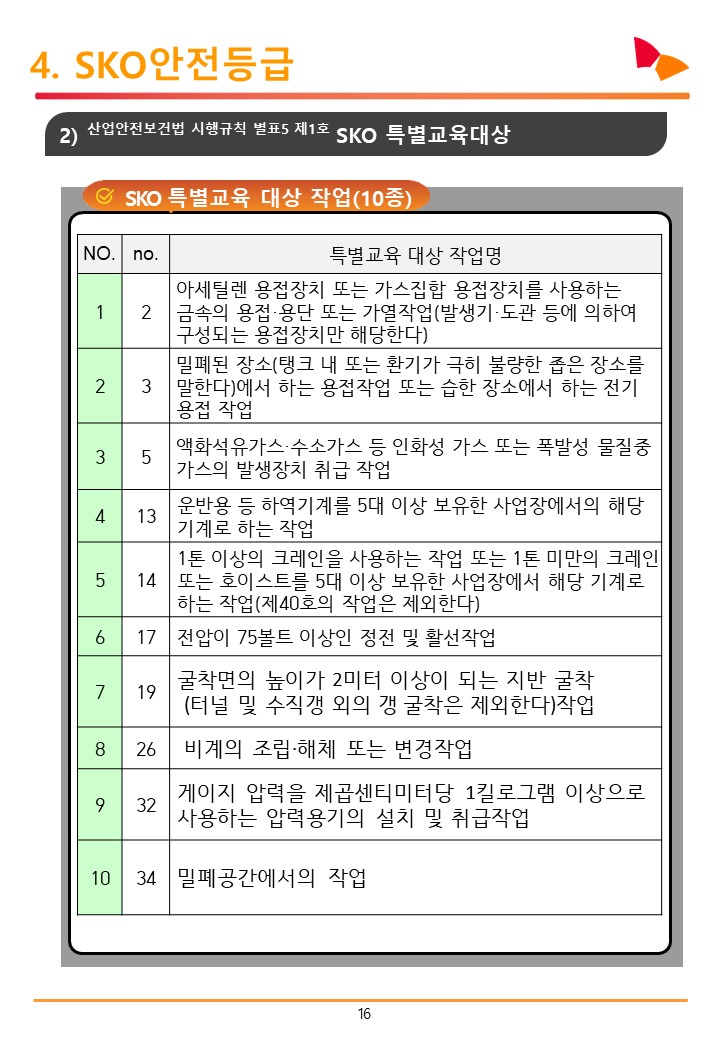 4. SKO안전등급
2) 산업안전보건법 시행규칙 별표5 제1호 SKO 특별교육대상
SKO 특별교육 대상 작업(10종)
NO. no. 특별교육 대상 작업명
1 2 아세틸렌 용접장치 또는 가스집합 용접장치를 사용하는
금속의 용접·용단 또는 가열작업(발생기·도관 등에 의하여
구성되는 용접장치만 해당한다)
2 3 밀폐된 장소(탱크 내 또는 환기가 극히 불량한 좁은 장소를
말한다)에서 하는 용접작업 또는 습한 장소에서 하는 전기
용접 작업
3 5 액화석유가스·수소가스 등 인화성 가스 또는 폭발성 물질중
가스의 발생장치 취급 작업
4 13 운반용 등 하역기계를 5대 이상 보유한 사업장에서의 해당
기계로 하는 작업
5 14 1톤 이상의 크레인을 사용하는 작업 또는 1톤 미만의 크레인
또는 호이스트를 5대 이상 보유한 사업장에서 해당 기계로
하는 작업(제40호의 작업은 제외한다)
6 17 전압이 75볼트 이상인 정전 및 활선작업
7 19 굴착면의 높이가 2미터 이상이 되는 지반 굴착
(터널 및 수직갱 외의 갱 굴착은 제외한다)작업
8 26 비계의 조립·해체 또는 변경작업
9 32 게이지 압력을 제곱센티미터당 1킬로그램 이상으로
사용하는 압력용기의 설치 및 취급작업
10 34 밀폐공간에서의 작업
16